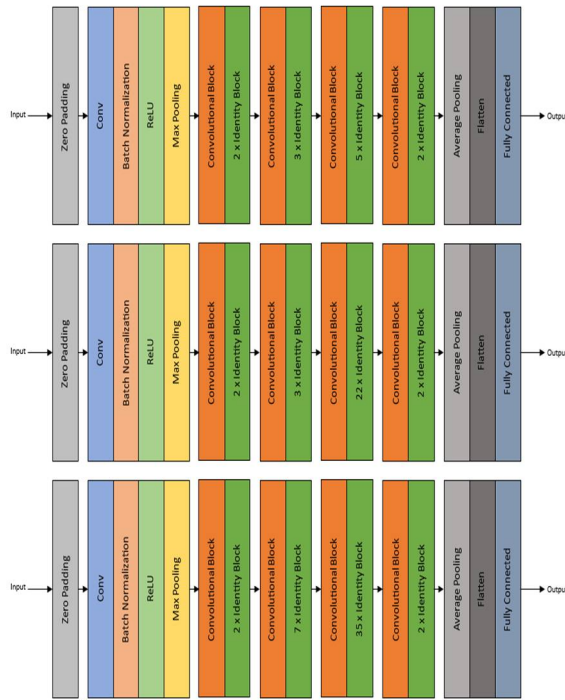 Input
Zero Padding
Conv
Batch Normalization
ReLU
Max Pooling
Convolutional Block
2 x Identity Block
Convolutional Block
3 x Identity Block
Convolutional Block
5 x Identity Block
Convolutional Block
2 x Identity Block
Average Pooling
Flatten
Fully Connected
Output
Input
Zero Padding
Conv
Batch Normalization
ReLU
Max Pooling
Convolutional Block
2 x Identity Block
Convolutional Block
3 x Identity Block
Convolutional Block
22 x Identity Block
Convolutional Block
2 x Identity Block
Average Pooling
Flatten
Fully Connected
Output
Input
Zero Padding
Conv
Batch Normalization
ReLU
Max Pooling
Convolutional Block
2 x Identity Block
Convolutional Block
7 x Identity Block
Convolutional Block
35 x Identity Block
Convolutional Block
2 x Identity Block
Average Pooling
Flatten
Fully Connected
Output